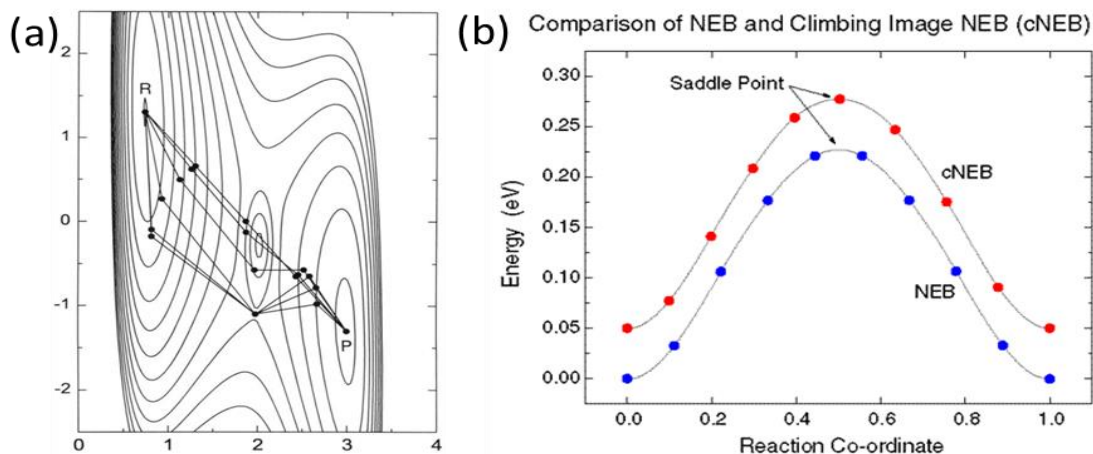 (a)
2
1
0
-1
-2
0
1
2
3
4
R
P
(b)
Comparison of NEB and Climbing Image NEB (cNEB)
0.30
0.25
0.20
0.15
0.10
0.05
0.00
Energy (eV)
Saddle Point
cNEB
NEB
0.0
0.2
0.4
0.6
0.8
1.0
Reaction Co-ordinate